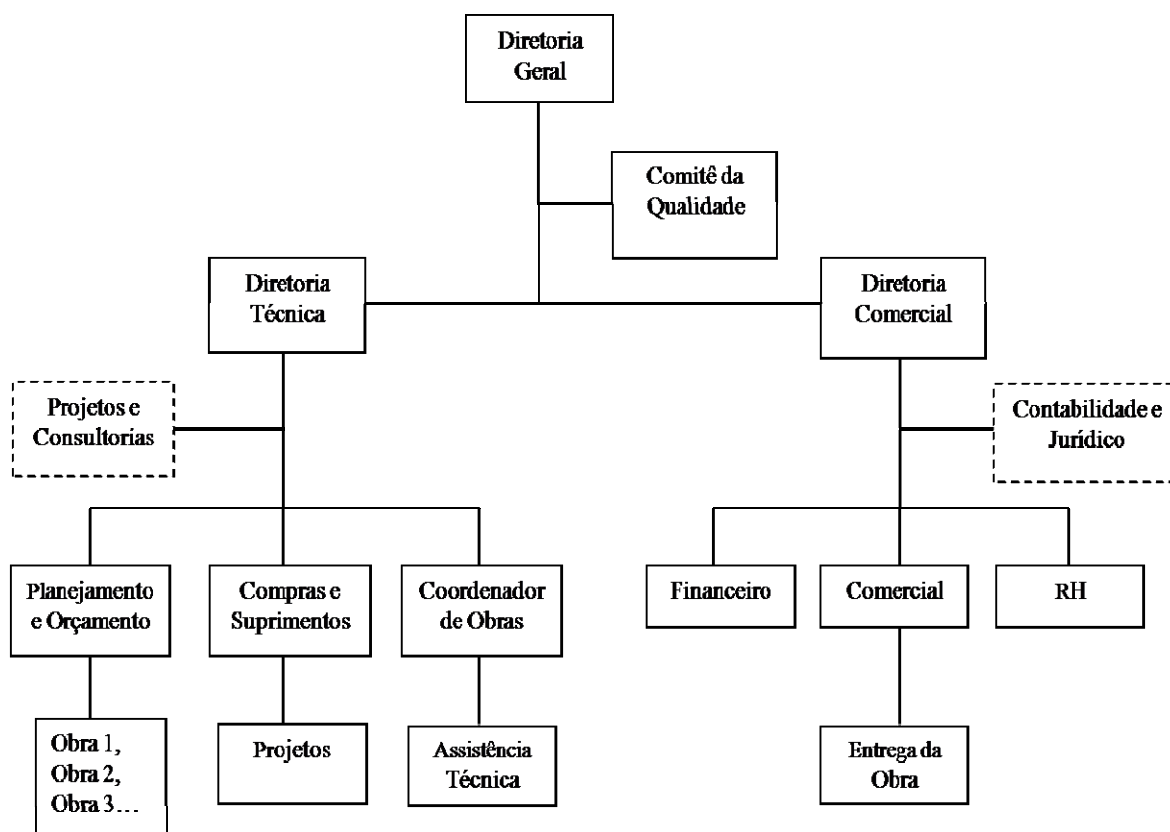 Diretoria
Geral
Comitê da
Qualidade
Diretoria
Técnica
Diretoria
Comercial
Projetos e
Consultorias
Contabilidade e
Jurídico
Planejamento
e Orçamento
Compras e
Suprimentos
Coordenador
de Obras
Financeiro
Comercial
RH
Obra 1,
Obra 2,
Obra 3…
Projetos
Assistência
Técnica
Entrega da
Obra